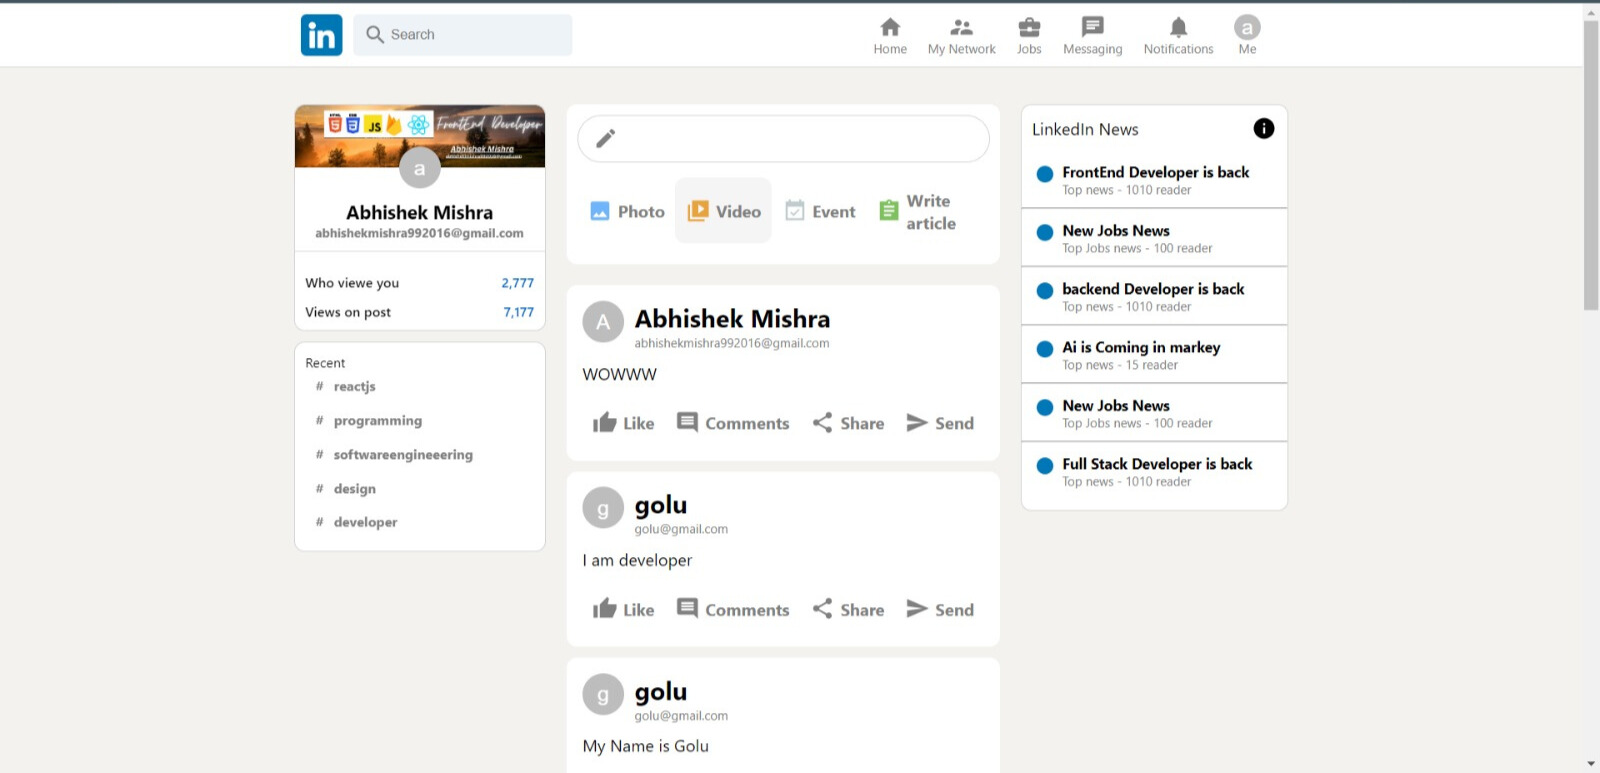 in
Search
Home
My Network
Jobs
Messaging
Notifications
a
Me
HTML
5
CSS
3
JS
FrontEnd Developer
Abhishek Mishra
a
Abhishek Mishra
abhishekmishra992016@gmail.com
Who viewe you 2,777
Views on post 7,177
Recent
# reactjs
# programming
# softwareengineeering
# design
# developer
Photo
Video
Event
Write
article
A
Abhishek Mishra
abhishekmishra992016@gmail.com
WOWWW
Like Comments Share Send
g
golu
golu@gmail.com
I am developer
Like Comments Share Send
g
golu
golu@gmail.com
My Name is Golu
LinkedIn News
FrontEnd Developer is back
Top news - 1010 reader
New Jobs News
Top Jobs news - 100 reader
backend Developer is back
Top news - 1010 reader
Ai is Coming in markey
Top news - 15 reader
New Jobs News
Top Jobs news - 100 reader
Full Stack Developer is back
Top news - 1010 reader